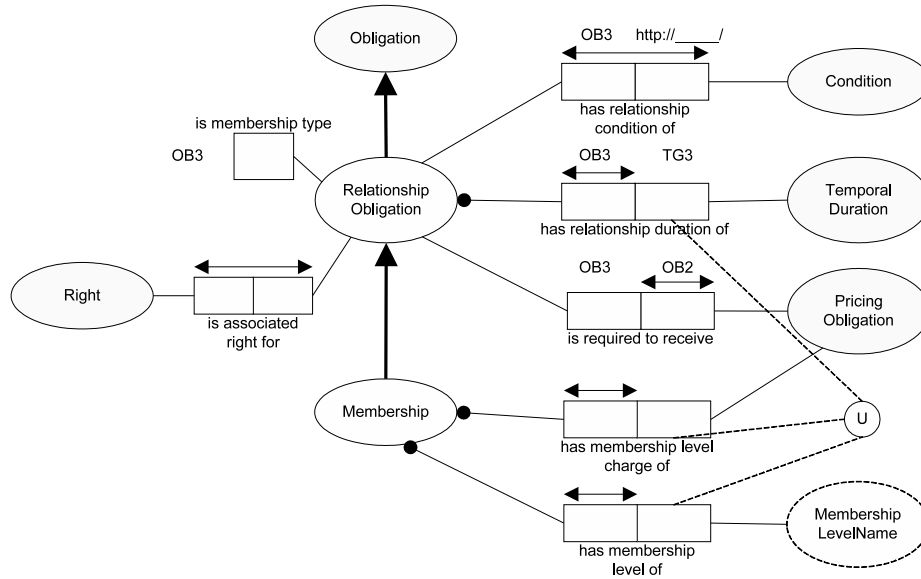 Obligation
OB3 http://_____/
Condition
has relationship
condition of
is membership type
OB3
OB3 TG3
Relationship
Obligation
Temporal
Duration
has relationship duration of
OB3 OB2
Right
Pricing
Obligation
is associated
right for
is required to receive
Membership
U
has membership level
charge of
Membership
LevelName
has membership
level of